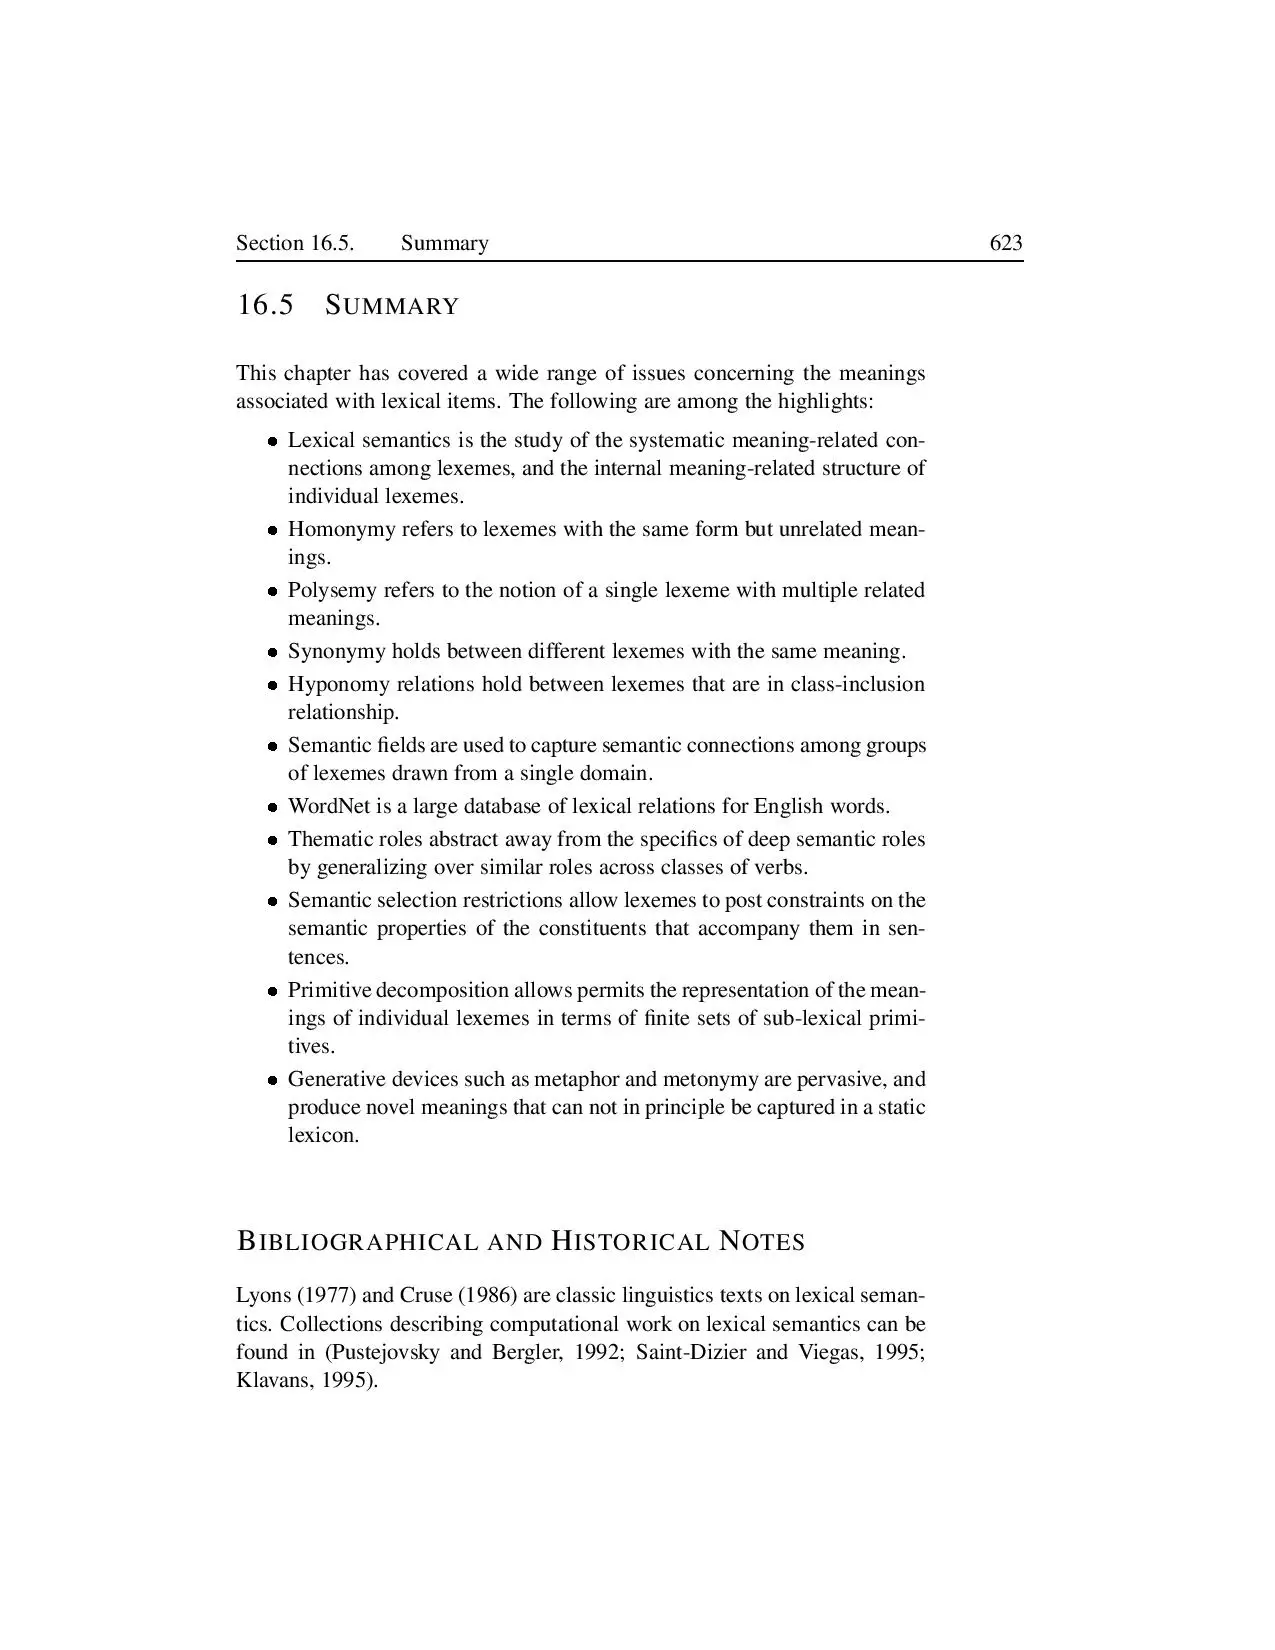 Section 16.5. Summary 623
16.5 SUMMARY
This chapter has covered a wide range of issues concerning the meanings
associated with lexical items. The following are among the highlights:
• Lexical semantics is the study of the systematic meaning-related con-
nections among lexemes, and the internal meaning-related structure of
individual lexemes.
• Homonymy refers to lexemes with the same form but unrelated mean-
ings.
• Polysemy refers to the notion of a single lexeme with multiple related
meanings.
• Synonymy holds between different lexemes with the same meaning.
• Hyponomy relations hold between lexemes that are in class-inclusion
relationship.
• Semantic fields are used to capture semantic connections among groups
of lexemes drawn from a single domain.
• WordNet is a large database of lexical relations for English words.
• Thematic roles abstract away from the specifics of deep semantic roles
by generalizing over similar roles across classes of verbs.
• Semantic selection restrictions allow lexemes to post constraints on the
semantic properties of the constituents that accompany them in sen-
tences.
• Primitive decomposition allows permits the representation of the mean-
ings of individual lexemes in terms of finite sets of sub-lexical primi-
tives.
• Generative devices such as metaphor and metonymy are pervasive, and
produce novel meanings that can not in principle be captured in a static
lexicon.
BIBLIOGRAPHICAL AND HISTORICAL NOTES
Lyons (1977) and Cruse (1986) are classic linguistics texts on lexical seman-
tics. Collections describing computational work on lexical semantics can be
found in (Pustejovsky and Bergler, 1992; Saint-Dizier and Viegas, 1995;
Klavans, 1995).